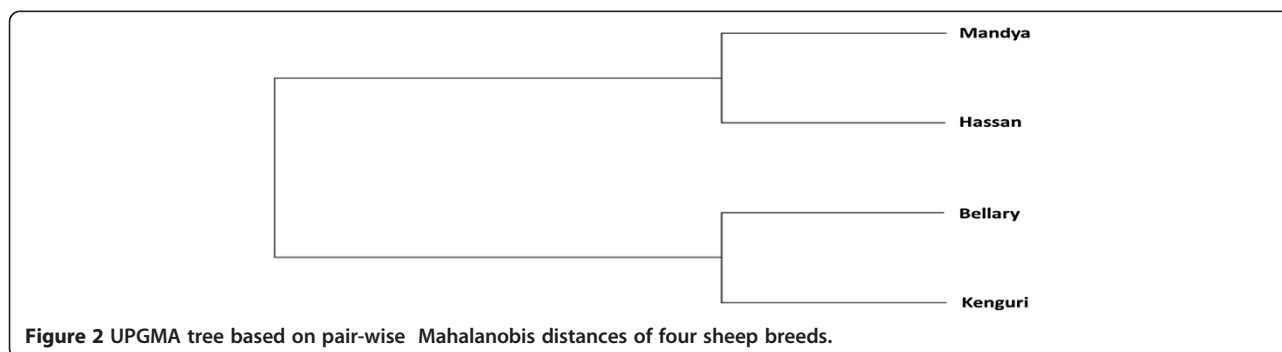 Mandya
Hassan
Bellary
Kenguri
Figure 2 UPGMA tree based on pair-wise Mahalanobis distances of four sheep breeds.